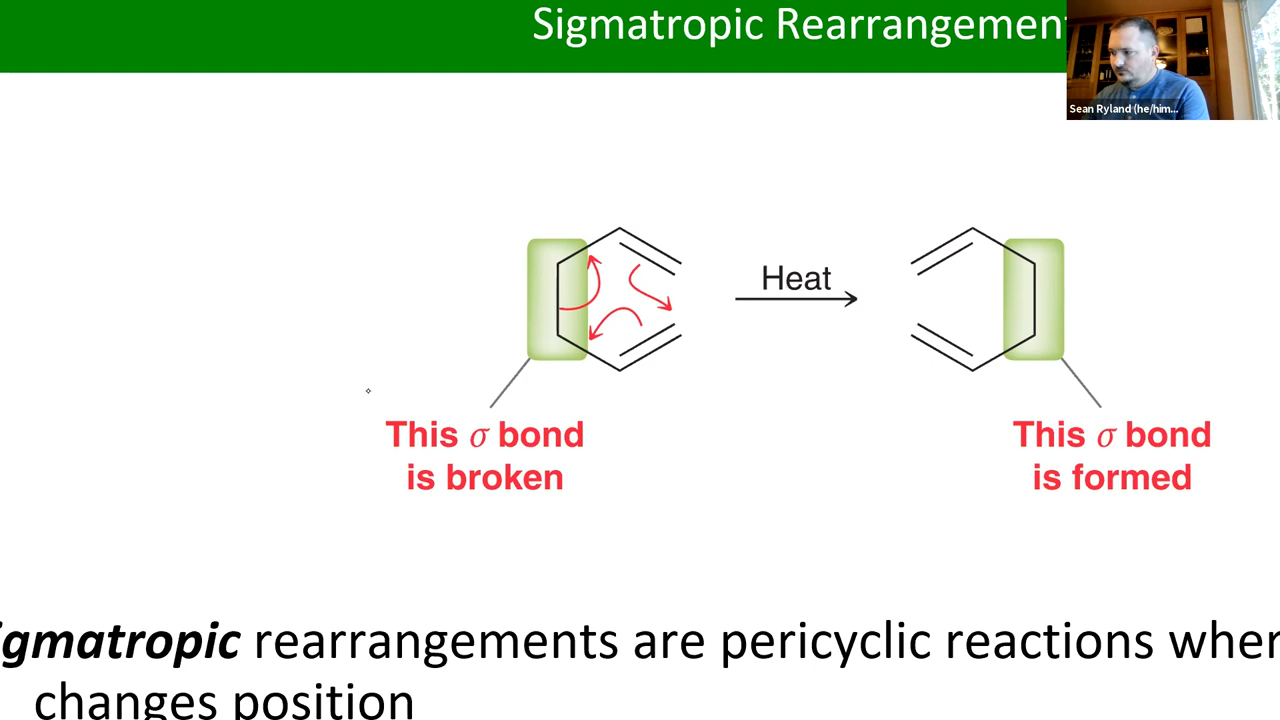 Sigmatropic Rearrangemen
Sean Ryland (he/him...
Heat
This σ bond
is broken
This σ bond
is formed
igmatropic rearrangements are pericyclic reactions wher
changes position